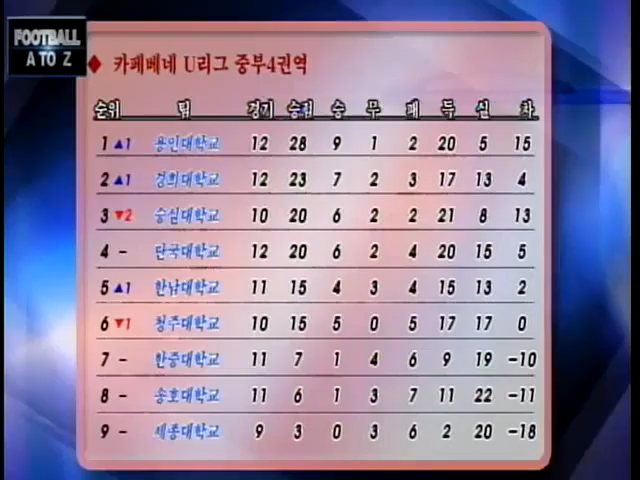 FOOTBALL
A TO Z
◆ 카페베네 U리그 중부4권역
순위 팀 경기 승점 승 무 패 득 실 차
1 ▲1 용인대학교 12 28 9 1 2 20 5 15
2 ▲1 경희대학교 12 23 7 2 3 17 13 4
3 ▼2 숭실대학교 10 20 6 2 2 21 8 13
4 - 단국대학교 12 20 6 2 4 20 15 5
5 ▲1 한남대학교 11 15 4 3 4 15 13 2
6 ▼1 청주대학교 10 15 5 0 5 17 17 0
7 - 한중대학교 11 7 1 4 6 9 19 -10
8 - 송호대학교 11 6 1 3 7 11 22 -11
9 - 세종대학교 9 3 0 3 6 2 20 -18